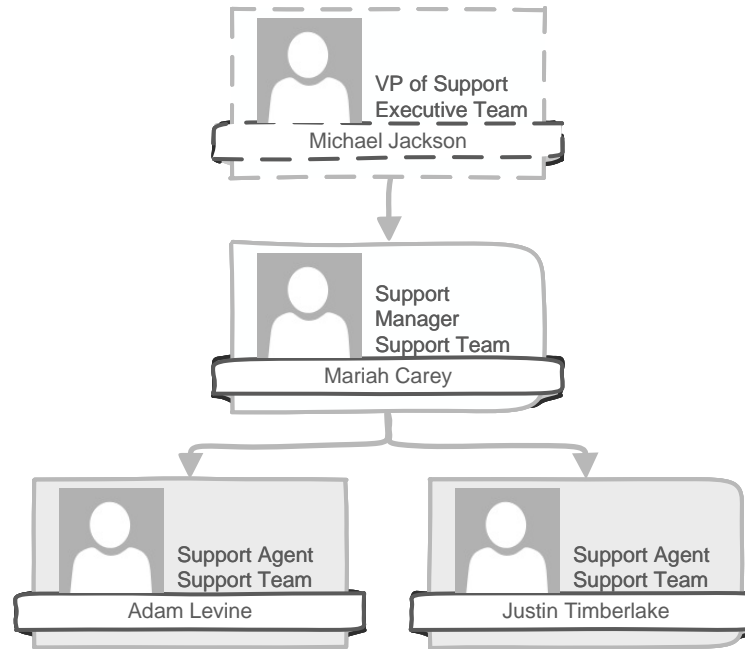 VP of Support
Executive Team
Michael Jackson
Support
Manager
Support Team
Mariah Carey
Support Agent
Support Team
Adam Levine
Support Agent
Support Team
Justin Timberlake